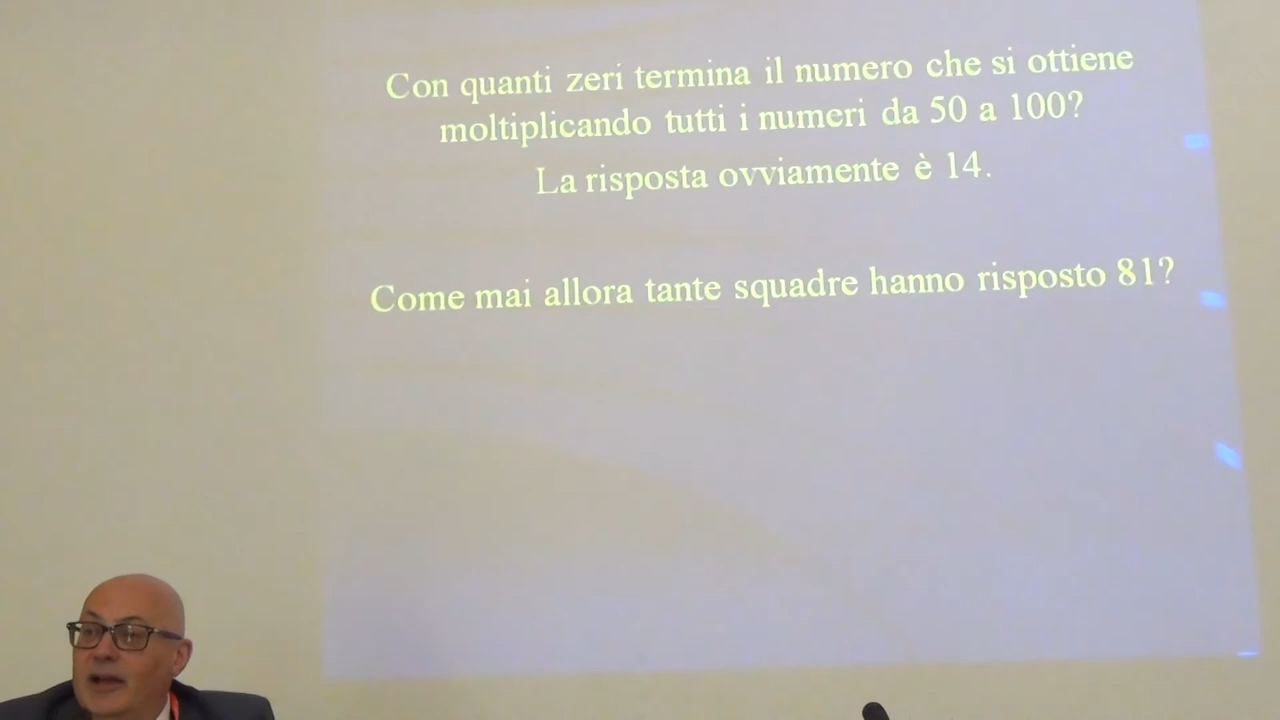 Con quanti zeri termina il numero che si ottiene
moltiplicando tutti i numeri da 50 a 100?
La risposta ovviamente è 14.
Come mai allora tante squadre hanno risposto 81?